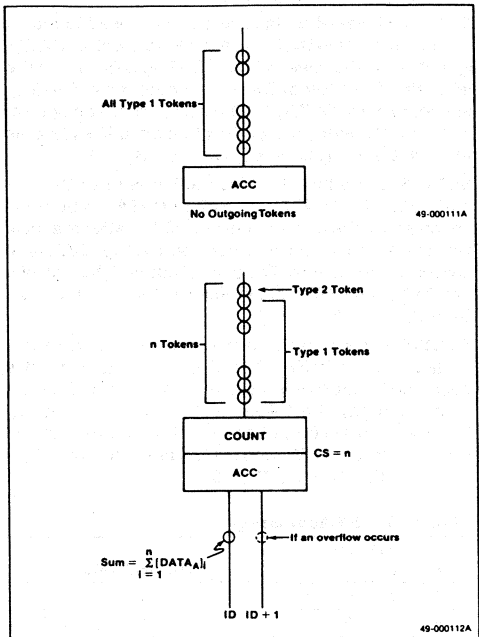 All Type 1 Tokens
ACC
No Outgoing Tokens
49-000111A
Type 2 Token
n Tokens
Type 1 Tokens
COUNT
CS = n
ACC
If an overflow occurs
n
Sum = Σ [DATA_A]_i
i = 1
ID ID + 1
49-000112A